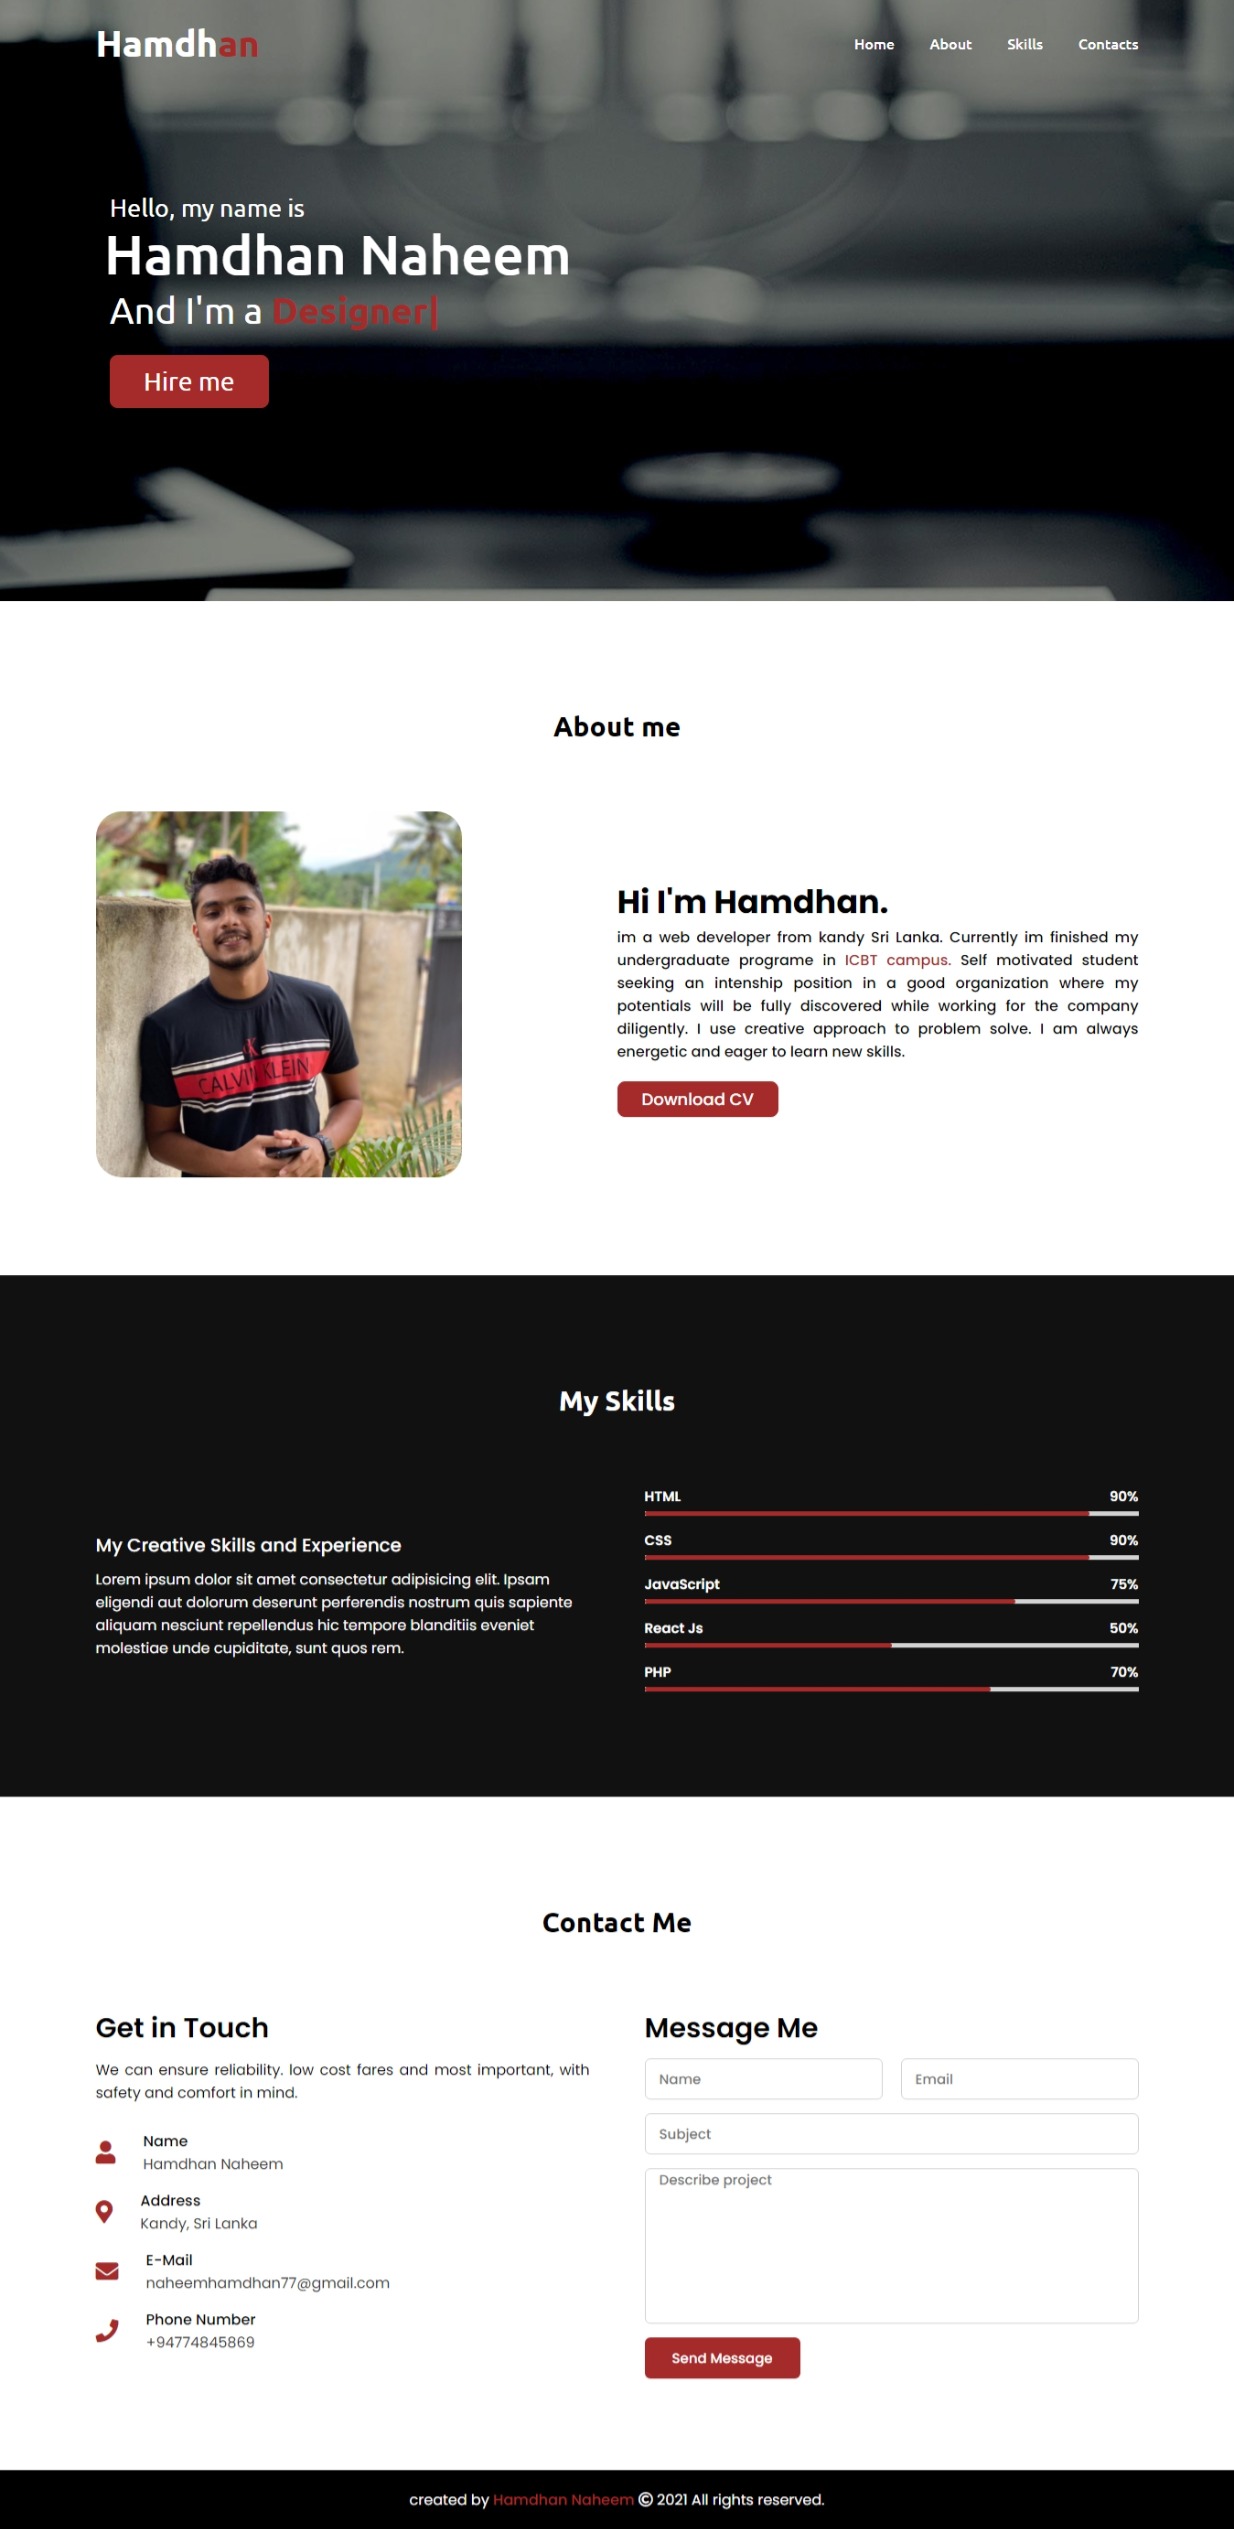 Hamdhan
Home About Skills Contacts
Hello, my name is
Hamdhan Naheem
And I'm a Designer|
Hire me
About me
CK
CALVIN KLEIN
Hi I'm Hamdhan.
im a web developer from kandy Sri Lanka. Currently im finished my
undergraduate programe in ICBT campus. Self motivated student
seeking an intenship position in a good organization where my
potentials will be fully discovered while working for the company
diligently. I use creative approach to problem solve. I am always
energetic and eager to learn new skills.
Download CV
My Skills
My Creative Skills and Experience
Lorem ipsum dolor sit amet consectetur adipisicing elit. Ipsam
eligendi aut dolorum deserunt perferendis nostrum quis sapiente
aliquam nesciunt repellendus hic tempore blanditiis eveniet
molestiae unde cupiditate, sunt quos rem.
HTML 90%
CSS 90%
JavaScript 75%
React Js 50%
PHP 70%
Contact Me
Get in Touch
We can ensure reliability. low cost fares and most important, with
safety and comfort in mind.
Name
Hamdhan Naheem
Address
Kandy, Sri Lanka
E-Mail
naheemhamdhan77@gmail.com
Phone Number
+94774845869
Message Me
Name Email
Subject
Describe project
Send Message
created by Hamdhan Naheem © 2021 All rights reserved.